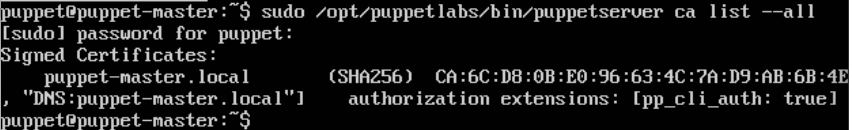 puppet@puppet-master:~$ sudo /opt/puppetlabs/bin/puppetserver ca list --all
[sudo] password for puppet:
Signed Certificates:
    puppet-master.local       (SHA256)  CA:6C:D8:0B:E0:96:63:4C:7A:D9:AB:6B:4E
, "DNS:puppet-master.local"]    authorization extensions: [pp_cli_auth: true]
puppet@puppet-master:~$